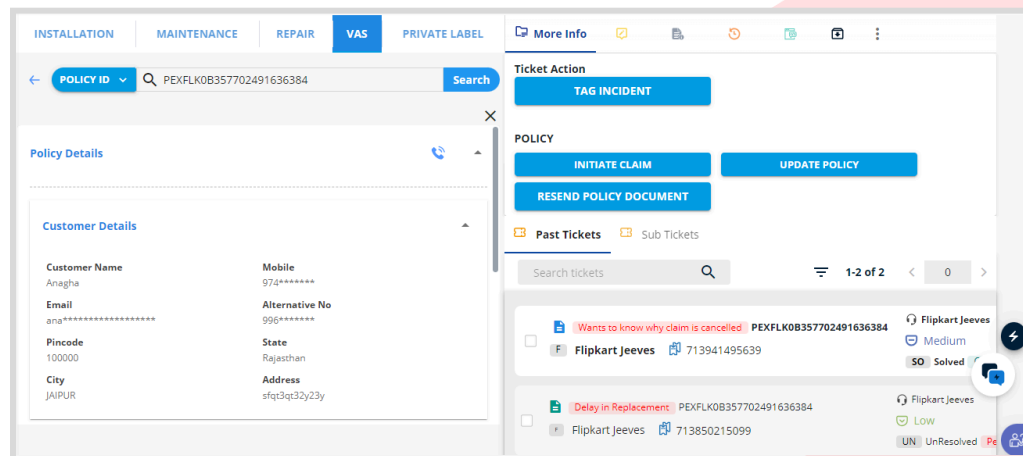 INSTALLATION MAINTENANCE REPAIR VAS PRIVATE LABEL
POLICY ID PEXFLK0B357702491636384 Search
Policy Details
Customer Details
Customer Name Mobile
Anagha 974*******
Email Alternative No
ana****************** 996*******
Pincode State
100000 Rajasthan
City Address
JAIPUR sfqt3qt32y23y
More Info
Ticket Action
TAG INCIDENT
POLICY
INITIATE CLAIM UPDATE POLICY
RESEND POLICY DOCUMENT
Past Tickets Sub Tickets
Search tickets 1-2 of 2 < 0 >
Wants to know why claim is cancelled PEXFLK0B357702491636384 Flipkart Jeeves
F Flipkart Jeeves 713941495639 Medium
SO Solved
Delay in Replacement PEXFLK0B357702491636384 Flipkart Jeeves
F Flipkart Jeeves 713850215099 Low
UN UnResolved Pe